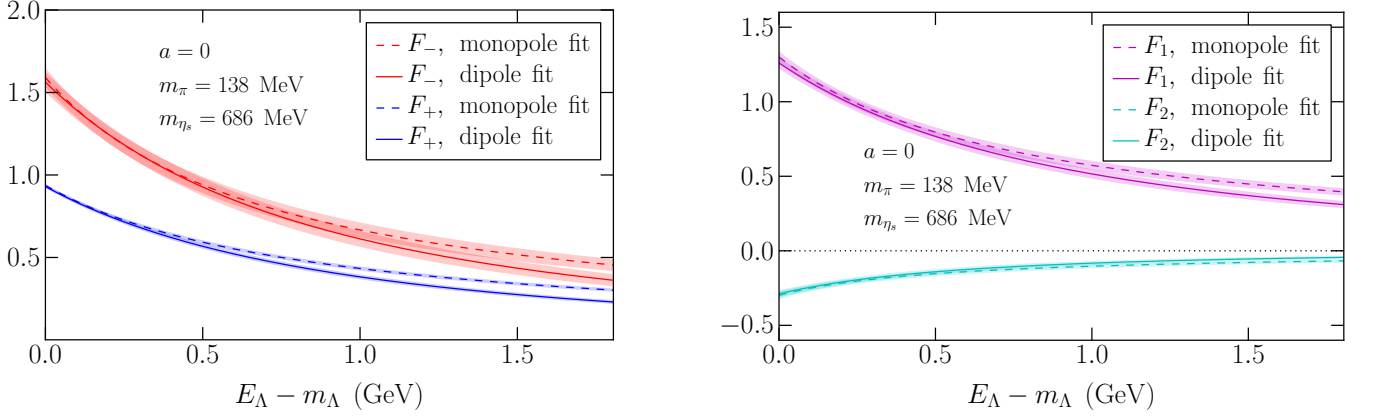 2.0
1.5
1.0
0.5
0.0 0.5 1.0 1.5
E_Λ − m_Λ (GeV)
a = 0
m_π = 138 MeV
m_{η_s} = 686 MeV
F_−, monopole fit
F_−, dipole fit
F_+, monopole fit
F_+, dipole fit
1.5
1.0
0.5
0.0
−0.5
0.0 0.5 1.0 1.5
E_Λ − m_Λ (GeV)
F_1, monopole fit
F_1, dipole fit
F_2, monopole fit
F_2, dipole fit
a = 0
m_π = 138 MeV
m_{η_s} = 686 MeV